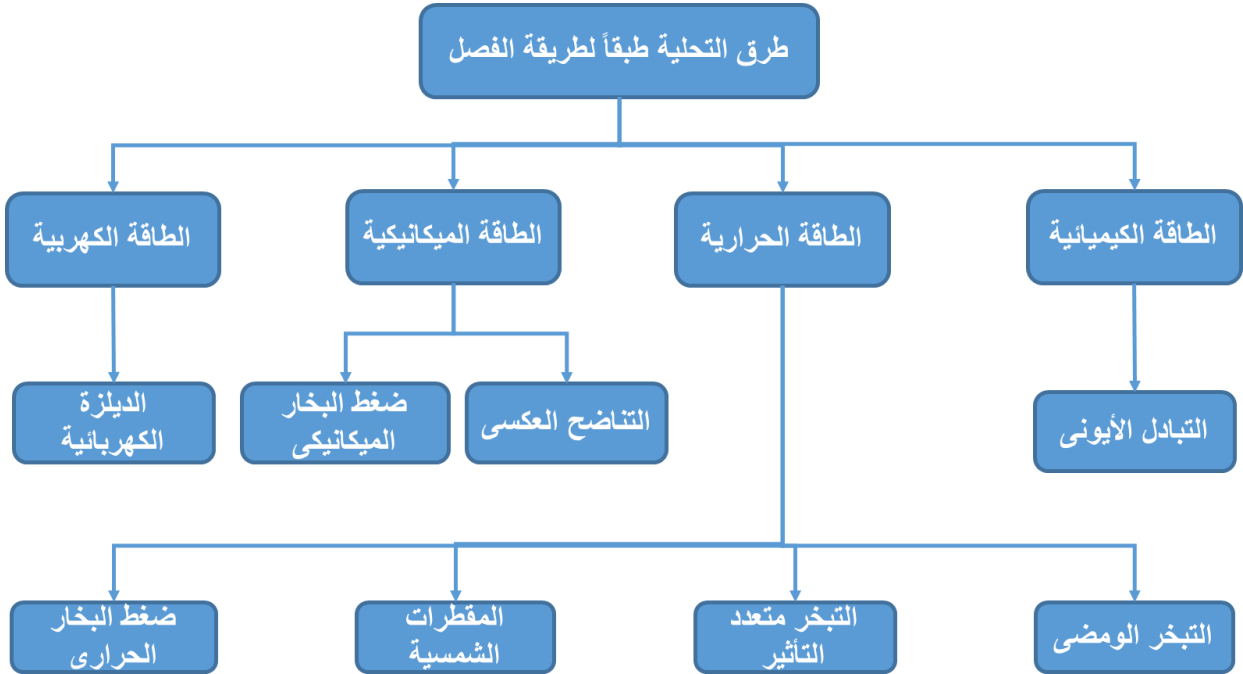 طرق التحلية طبقاً لطريقة الفصل
الطاقة الكيميائية
الطاقة الحرارية
الطاقة الميكانيكية
الطاقة الكهربية
التبادل الأيونى
التناضح العكسى
ضغط البخار
الميكانيكى
الديلزة
الكهربائية
التبخر الومضى
التبخر متعدد
التأثير
المقطرات
الشمسية
ضغط البخار
الحرارى